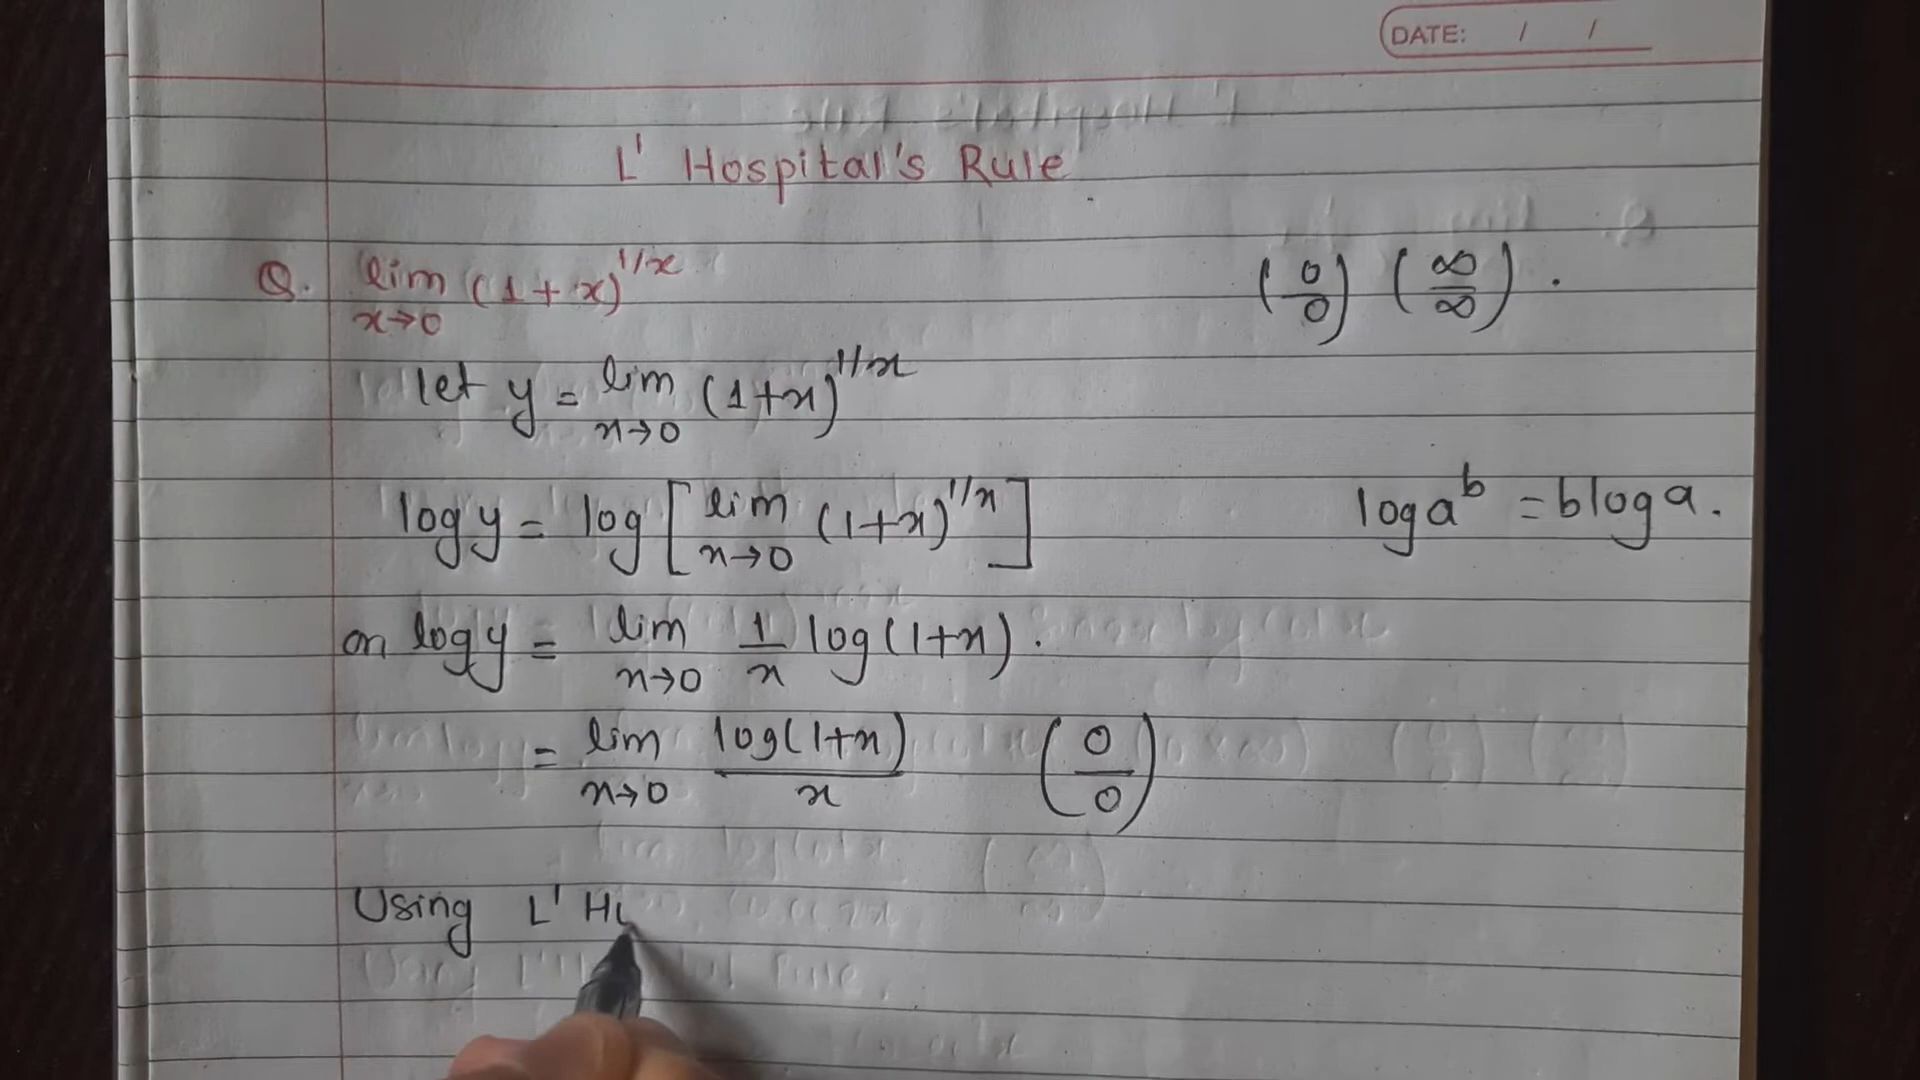 DATE: / /
L' Hospital's Rule
Q. lim x→0 (1+x)^1/x (0/0) (∞/∞).
let y = lim x→0 (1+x)^1/x
log y = log [ lim x→0 (1+x)^1/x ] log a^b = b log a.
or log y = lim x→0 1/x log(1+x).
= lim x→0 log(1+x)/x (0/0)
Using L' H